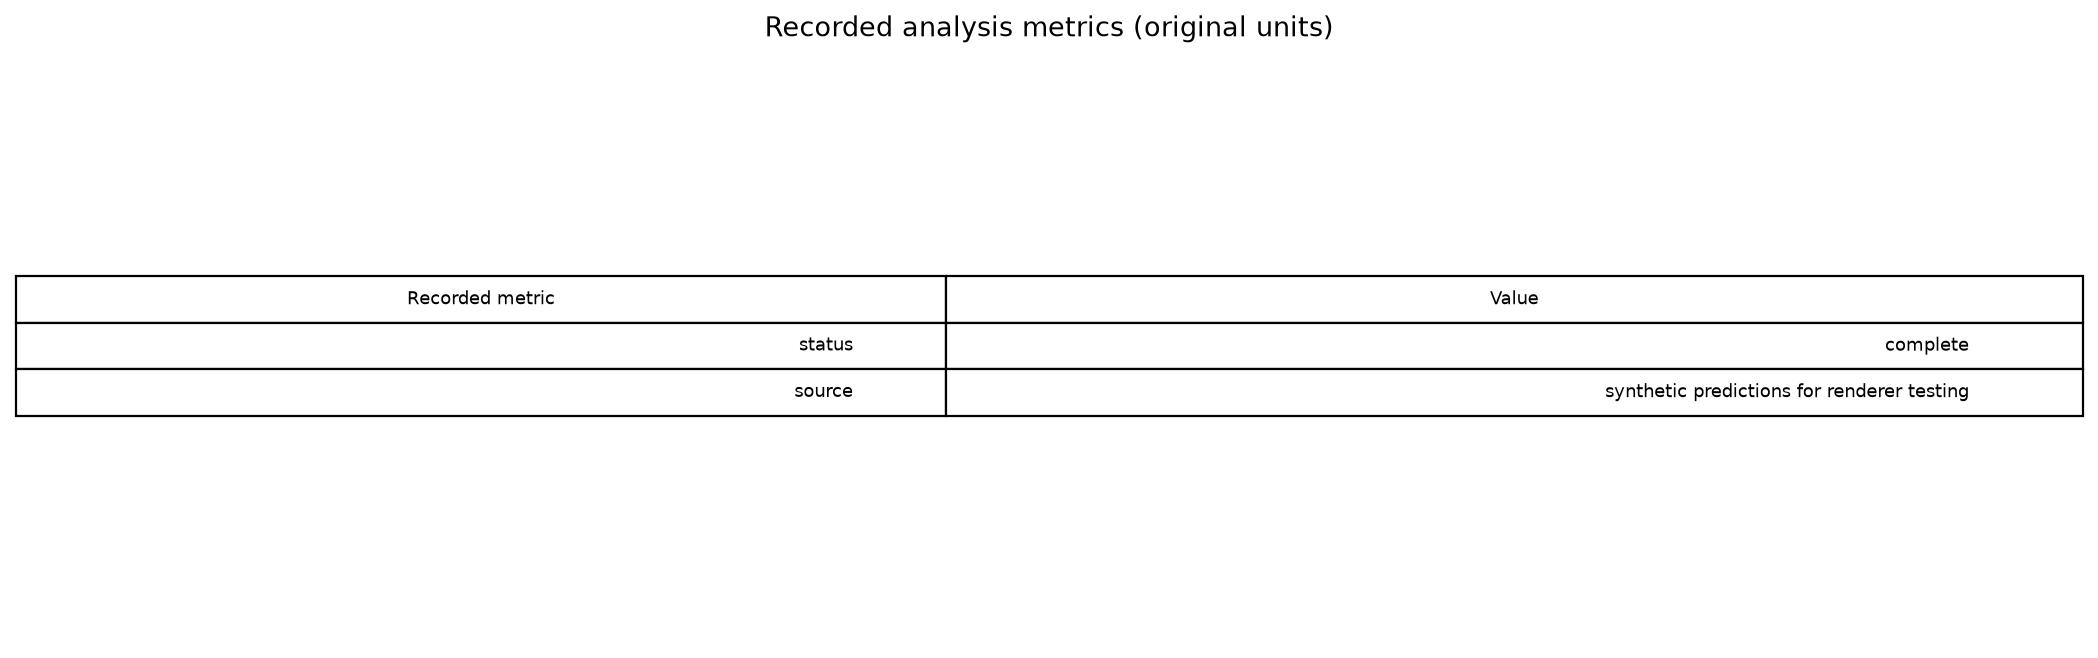 Recorded analysis metrics (original units)
Recorded metric Value
status complete
source synthetic predictions for renderer testing